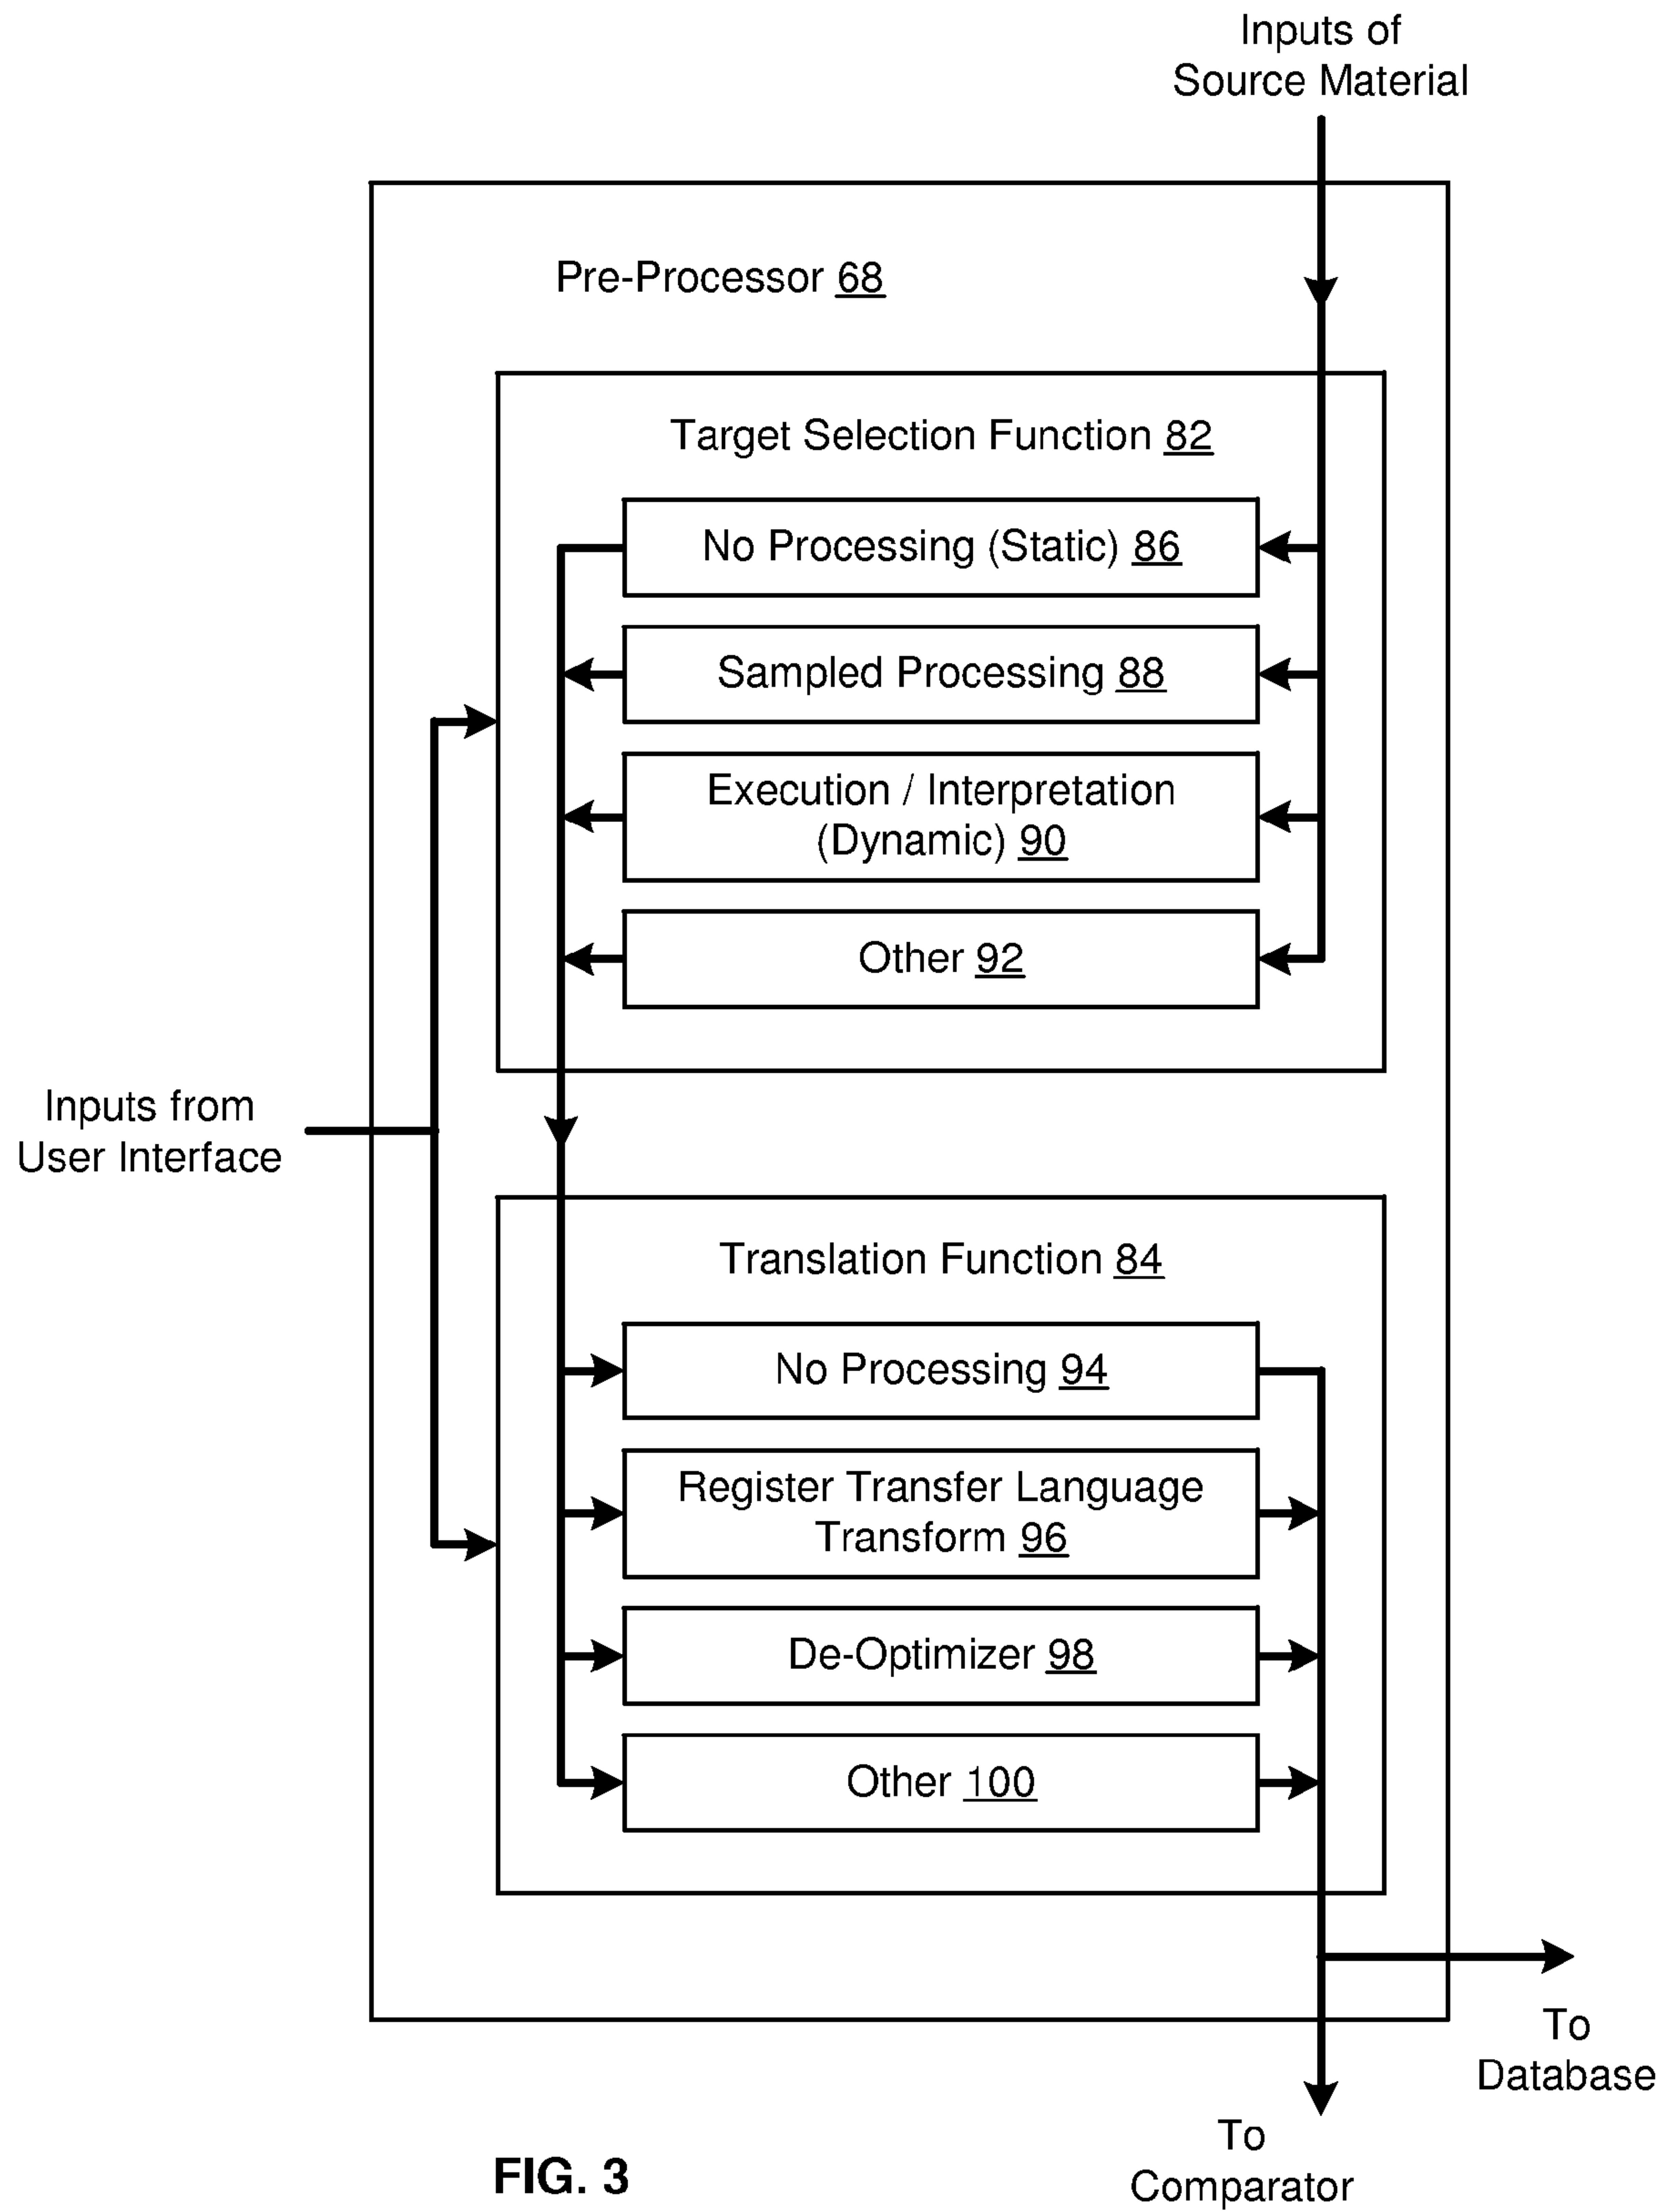 Inputs of
Source Material
Pre-Processor 68
Target Selection Function 82
No Processing (Static) 86
Sampled Processing 88
Execution / Interpretation
(Dynamic) 90
Other 92
Inputs from
User Interface
Translation Function 84
No Processing 94
Register Transfer Language
Transform 96
De-Optimizer 98
Other 100
To
Database
To
Comparator
FIG. 3